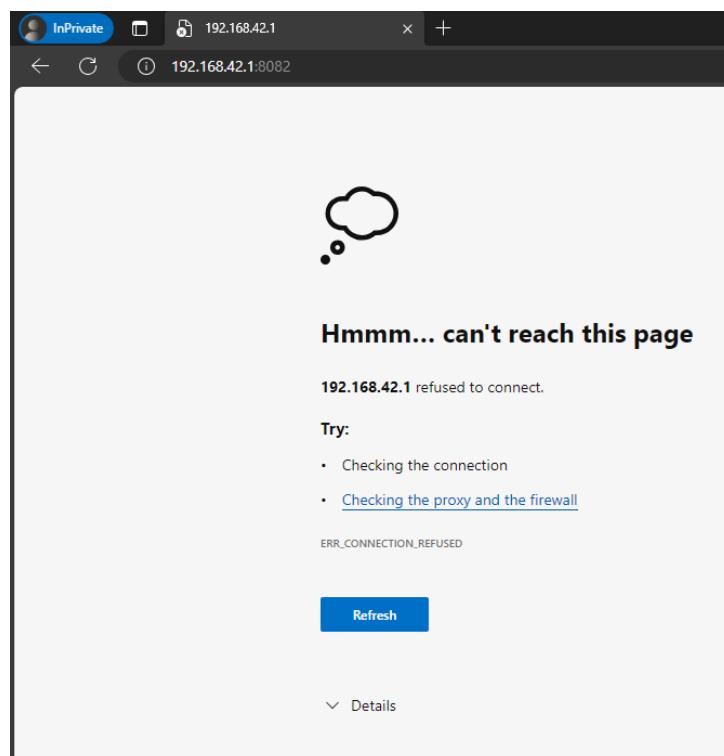 InPrivate
192.168.42.1
192.168.42.1:8082
Hmmm... can't reach this page
192.168.42.1 refused to connect.
Try:
• Checking the connection
• Checking the proxy and the firewall
ERR_CONNECTION_REFUSED
Refresh
Details